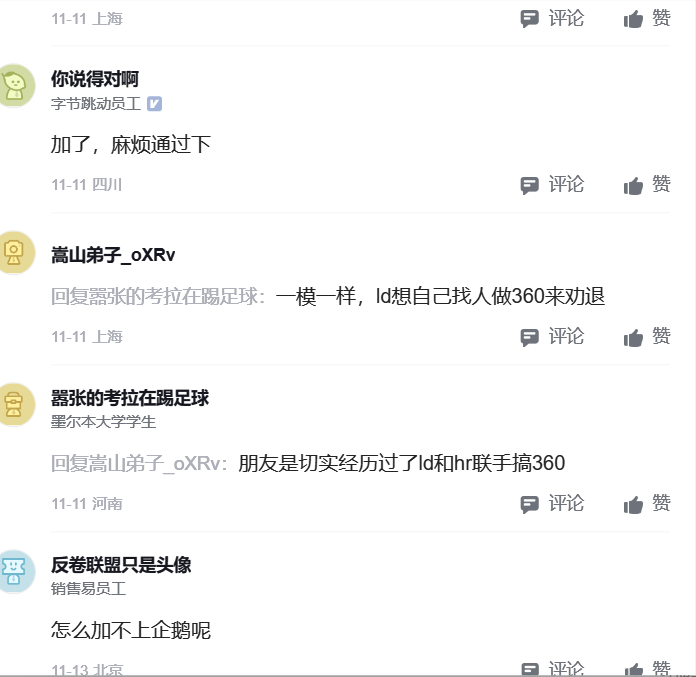 11-11 上海 评论 赞
你说得对啊
字节跳动员工 V
加了，麻烦通过下
11-11 四川 评论 赞
嵩山弟子_oXRv
回复嚣张的考拉在踢足球：一模一样，ld想自己找人做360来劝退
11-11 上海 评论 赞
嚣张的考拉在踢足球
墨尔本大学学生
回复嵩山弟子_oXRv：朋友是切实经历过了ld和hr联手搞360
11-11 河南 评论 赞
反卷联盟只是头像
销售易员工
怎么加不上企鹅呢
11-13 北京 评论 赞